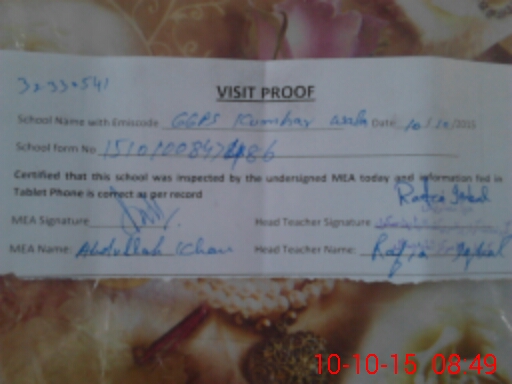 32330541
VISIT PROOF
School Name with Emiscode GGPS Kumhar wala Date: 10/10/2015
School form No
Certified that this school was inspected by the undersigned MEA today and information fed in
Tablet Phone is correct as per record
Rafia Iqbal
MEA Signature Head Teacher Signature
MEA Name: Abdullah Khan Head Teacher Name: Rafia Iqbal
10-10-15 08:49